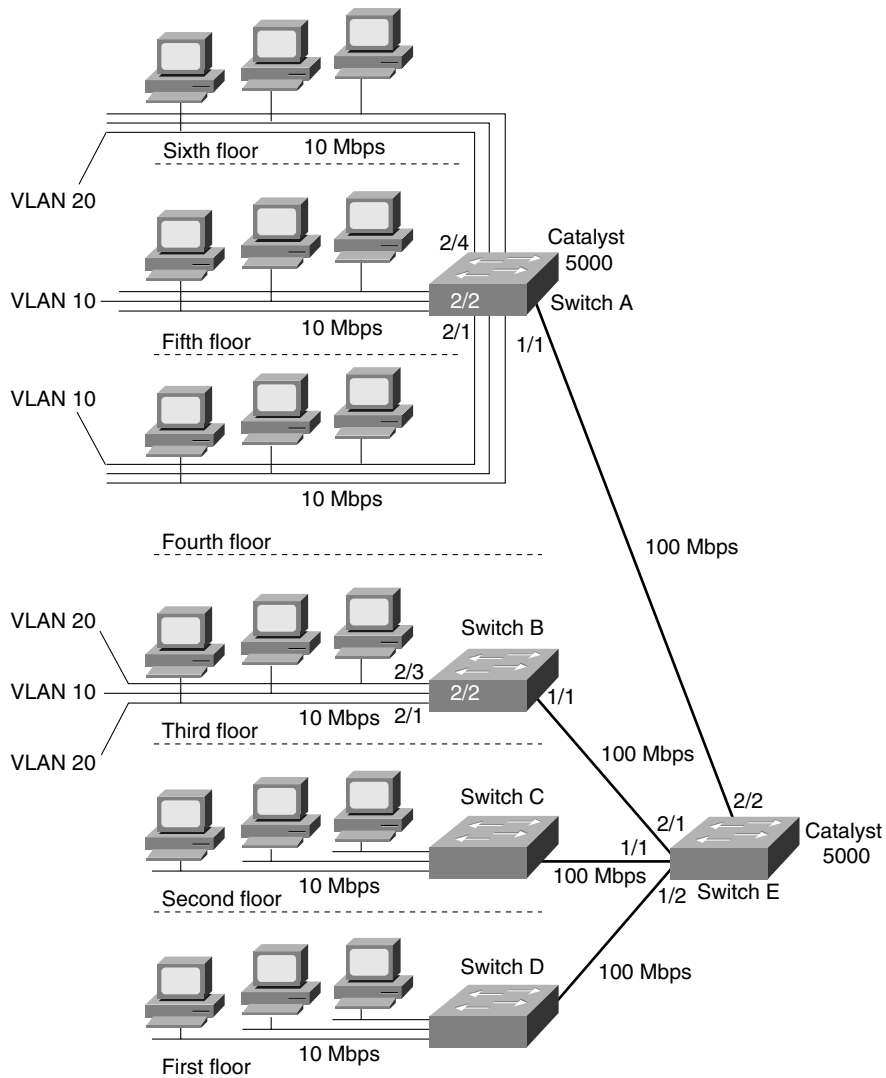 Sixth floor
10 Mbps
VLAN 20
2/4
Catalyst
5000
VLAN 10
2/2
Switch A
10 Mbps
2/1
Fifth floor
1/1
VLAN 10
10 Mbps
Fourth floor
100 Mbps
VLAN 20
Switch B
2/3
VLAN 10
2/2
1/1
10 Mbps
2/1
Third floor
VLAN 20
100 Mbps
Switch C
2/2
2/1
1/1
Catalyst
5000
10 Mbps
100 Mbps
1/2
Switch E
Second floor
Switch D
100 Mbps
10 Mbps
First floor